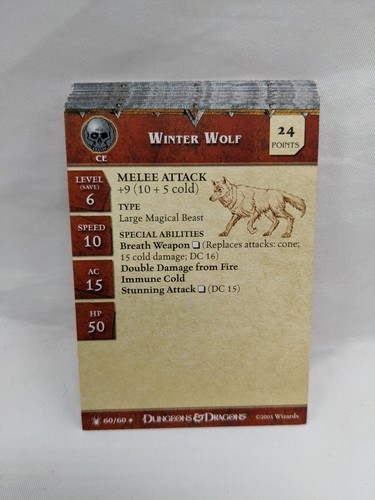 WINTER WOLF
24
POINTS
CE
LEVEL
(SAVE)
6
SPEED
10
AC
15
HP
50
MELEE ATTACK
+9 (10 + 5 cold)
TYPE
Large Magical Beast
SPECIAL ABILITIES
Breath Weapon ❑ (Replaces attacks: cone;
15 cold damage; DC 16)
Double Damage from Fire
Immune Cold
Stunning Attack ❑ (DC 15)
60/60 ♦ DUNGEONS & DRAGONS ©2003 Wizards